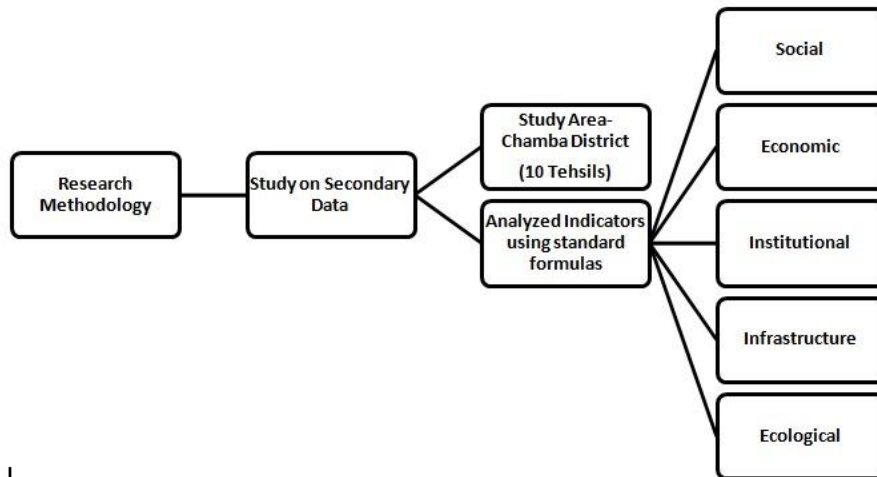 Research
Methodology
Study on Secondary
Data
Study Area-
Chamba District
(10 Tehsils)
Analyzed Indicators
using standard
formulas
Social
Economic
Institutional
Infrastructure
Ecological